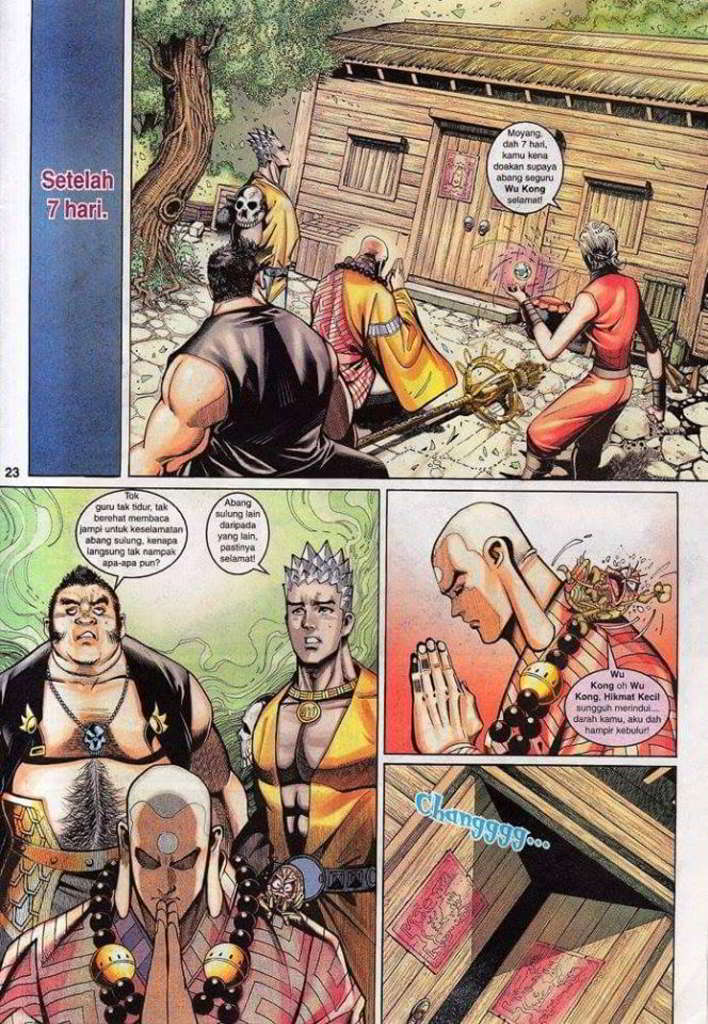 Setelah
7 hari.
Moyang,
dah 7 hari,
kamu kena
doakan supaya
abang seguru
Wu Kong
selamat!
23
Tok
guru tak tidur, tak
berehat membaca
jampi untuk keselamatan
abang sulung, kenapa
langsung tak nampak
apa-apa pun?
Abang
sulung lain
daripada
yang lain,
pastinya
selamat!
Wu
Kong oh Wu
Kong, Hikmat Kecil
sungguh merindui...
darah kamu, aku dah
hampir kebulur!
Changggg...